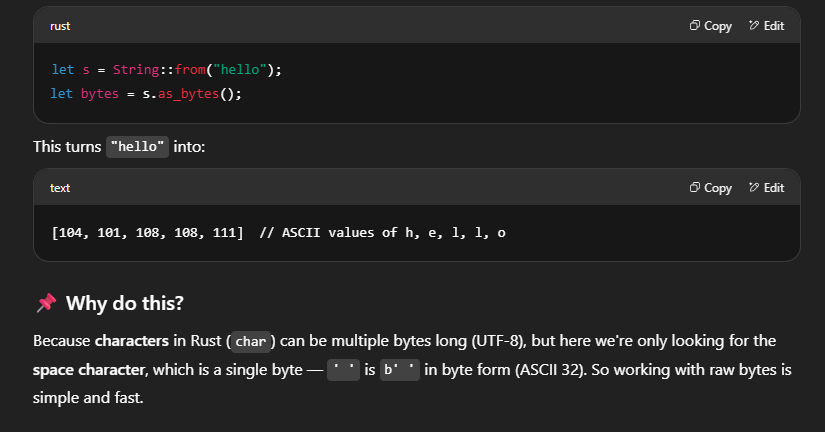 rust
Copy
Edit
let s = String::from("hello");
let bytes = s.as_bytes();
This turns "hello" into:
text
Copy
Edit
[104, 101, 108, 108, 111]  // ASCII values of h, e, l, l, o
📌 Why do this?
Because characters in Rust (char) can be multiple bytes long (UTF-8), but here we're only looking for the
space character, which is a single byte — ' ' is b' ' in byte form (ASCII 32). So working with raw bytes is
simple and fast.